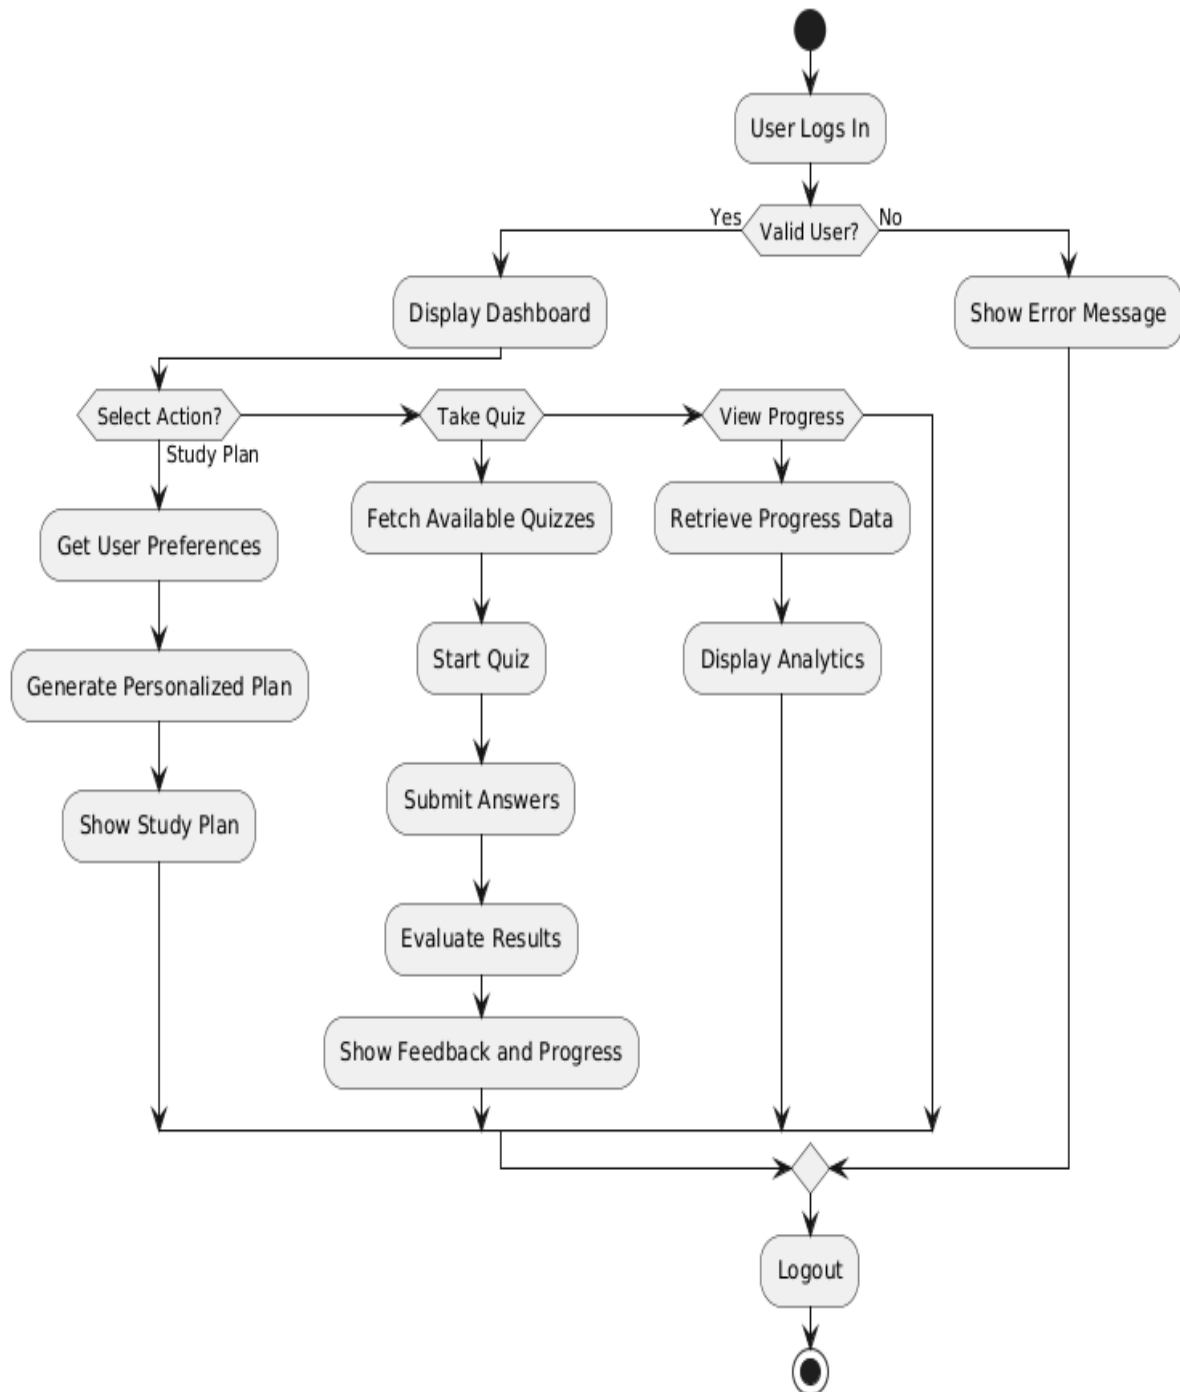 User Logs In
Yes
Valid User?
No
Display Dashboard
Show Error Message
Select Action?
Take Quiz
View Progress
Study Plan
Fetch Available Quizzes
Retrieve Progress Data
Get User Preferences
Start Quiz
Display Analytics
Generate Personalized Plan
Submit Answers
Show Study Plan
Evaluate Results
Show Feedback and Progress
Logout